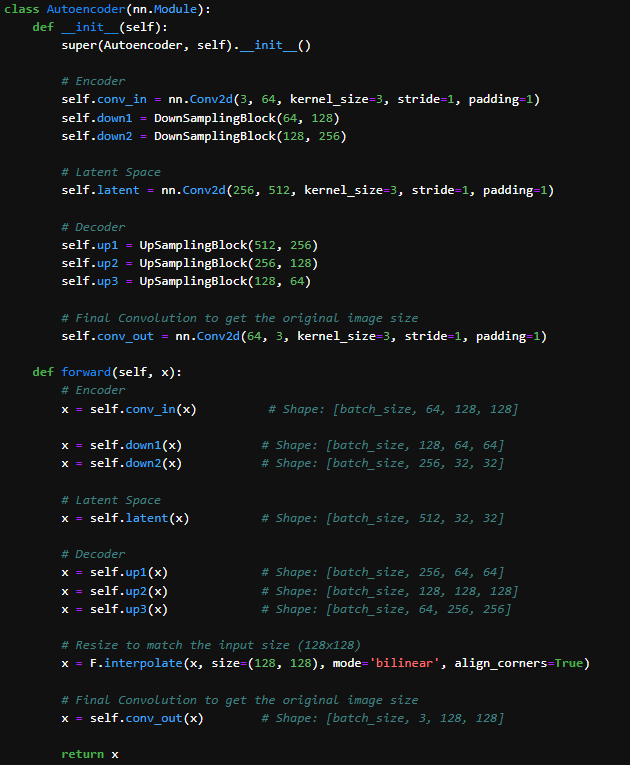 class Autoencoder(nn.Module):
    def __init__(self):
        super(Autoencoder, self).__init__()

        # Encoder
        self.conv_in = nn.Conv2d(3, 64, kernel_size=3, stride=1, padding=1)
        self.down1 = DownSamplingBlock(64, 128)
        self.down2 = DownSamplingBlock(128, 256)

        # Latent Space
        self.latent = nn.Conv2d(256, 512, kernel_size=3, stride=1, padding=1)

        # Decoder
        self.up1 = UpSamplingBlock(512, 256)
        self.up2 = UpSamplingBlock(256, 128)
        self.up3 = UpSamplingBlock(128, 64)

        # Final Convolution to get the original image size
        self.conv_out = nn.Conv2d(64, 3, kernel_size=3, stride=1, padding=1)

    def forward(self, x):
        # Encoder
        x = self.conv_in(x)          # Shape: [batch_size, 64, 128, 128]

        x = self.down1(x)           # Shape: [batch_size, 128, 64, 64]
        x = self.down2(x)           # Shape: [batch_size, 256, 32, 32]

        # Latent Space
        x = self.latent(x)          # Shape: [batch_size, 512, 32, 32]

        # Decoder
        x = self.up1(x)             # Shape: [batch_size, 256, 64, 64]
        x = self.up2(x)             # Shape: [batch_size, 128, 128, 128]
        x = self.up3(x)             # Shape: [batch_size, 64, 256, 256]

        # Resize to match the input size (128x128)
        x = F.interpolate(x, size=(128, 128), mode='bilinear', align_corners=True)

        # Final Convolution to get the original image size
        x = self.conv_out(x)        # Shape: [batch_size, 3, 128, 128]

        return x